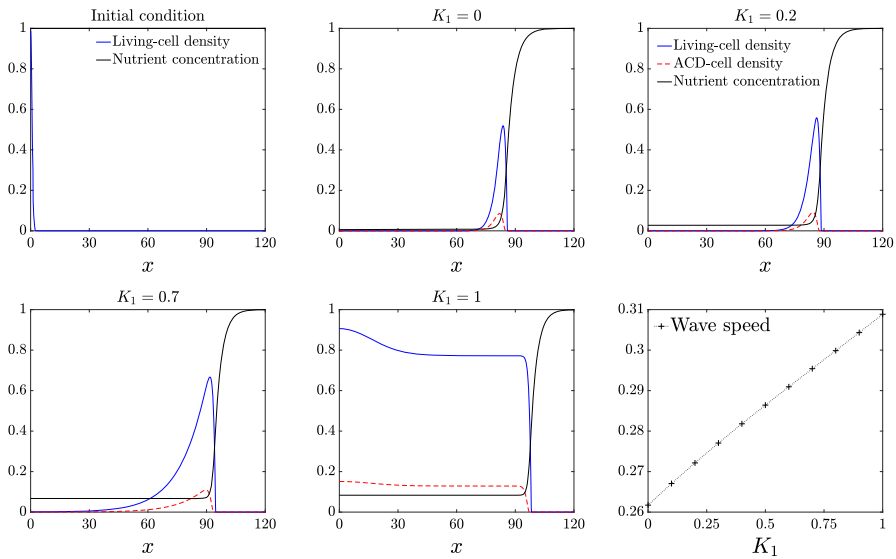 Initial condition
1
0.8
0.6
0.4
0.2
0
0 30 60 90 120
x
Living-cell density
Nutrient concentration
K₁ = 0
1
0.8
0.6
0.4
0.2
0
0 30 60 90 120
x
K₁ = 0.2
1
0.8
0.6
0.4
0.2
0
0 30 60 90 120
x
Living-cell density
ACD-cell density
Nutrient concentration
K₁ = 0.7
1
0.8
0.6
0.4
0.2
0
0 30 60 90 120
x
K₁ = 1
1
0.8
0.6
0.4
0.2
0
0 30 60 90 120
x
0.31
0.3
0.29
0.28
0.27
0.26
0 0.25 0.5 0.75 1
K₁
Wave speed